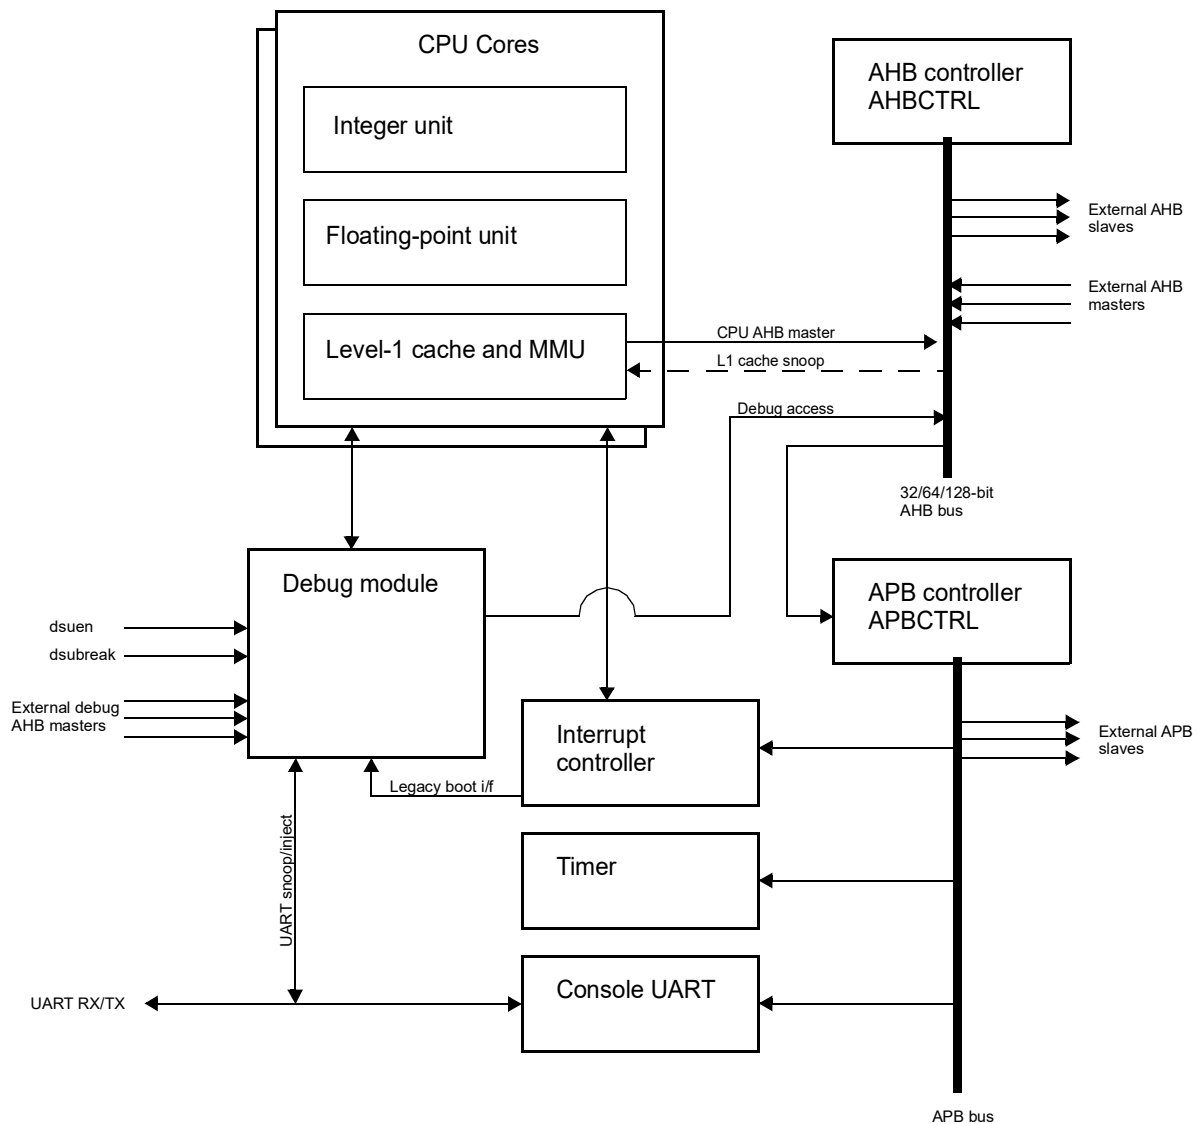 CPU Cores
Integer unit
Floating-point unit
Level-1 cache and MMU
AHB controller
AHBCTRL
External AHB
slaves
External AHB
masters
CPU AHB master
L1 cache snoop
Debug access
32/64/128-bit
AHB bus
Debug module
dsuen
dsubreak
External debug
AHB masters
APB controller
APBCTRL
External APB
slaves
Interrupt
controller
Legacy boot i/f
UART snoop/inject
Timer
Console UART
UART RX/TX
APB bus